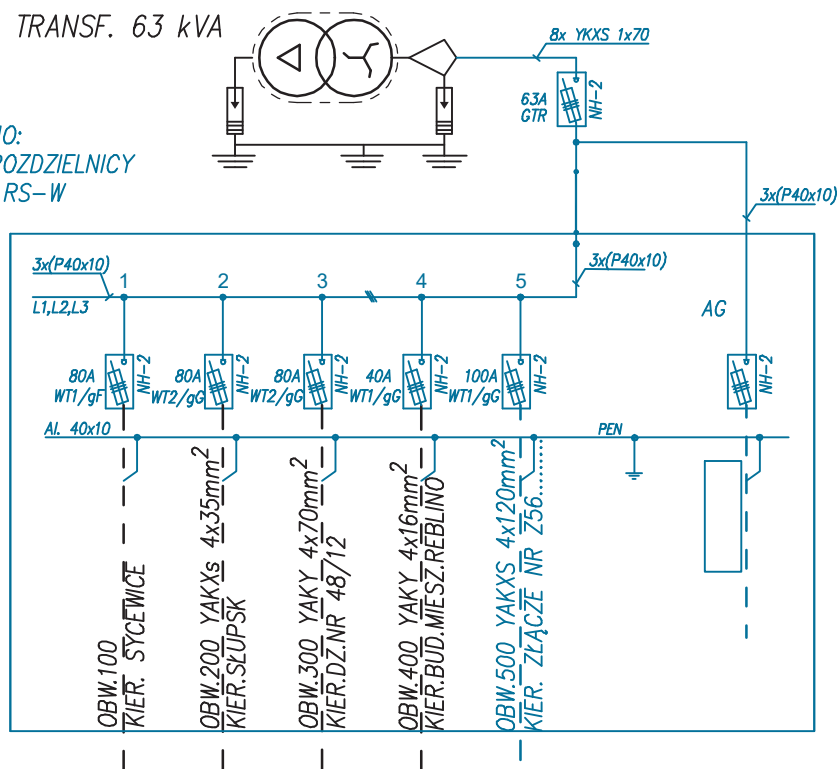 TRANSF. 63 kVA
8x YKXS 1x70
63A
GTR
NH-2
ROZDZIELNICY
RS-W
3x(P40x10)
3x(P40x10)
3x(P40x10)
L1,L2,L3
1
2
3
4
5
AG
80A
WT1/gF
NH-2
80A
WT2/gG
NH-2
80A
WT2/gG
NH-2
40A
WT1/gG
NH-2
100A
WT1/gG
NH-2
NH-2
Al. 40x10
PEN
OBW.100
KIER. SYCEWICE
OBW.200 YAKXs 4x35mm²
KIER.SŁUPSK
OBW.300 YAKY 4x70mm²
KIER.DZ.NR 48/12
OBW.400 YAKY 4x16mm²
KIER.BUD.MIESZ.REBLINO
OBW.500 YAKXS 4x120mm²
KIER. ZŁĄCZE NR Z56.......